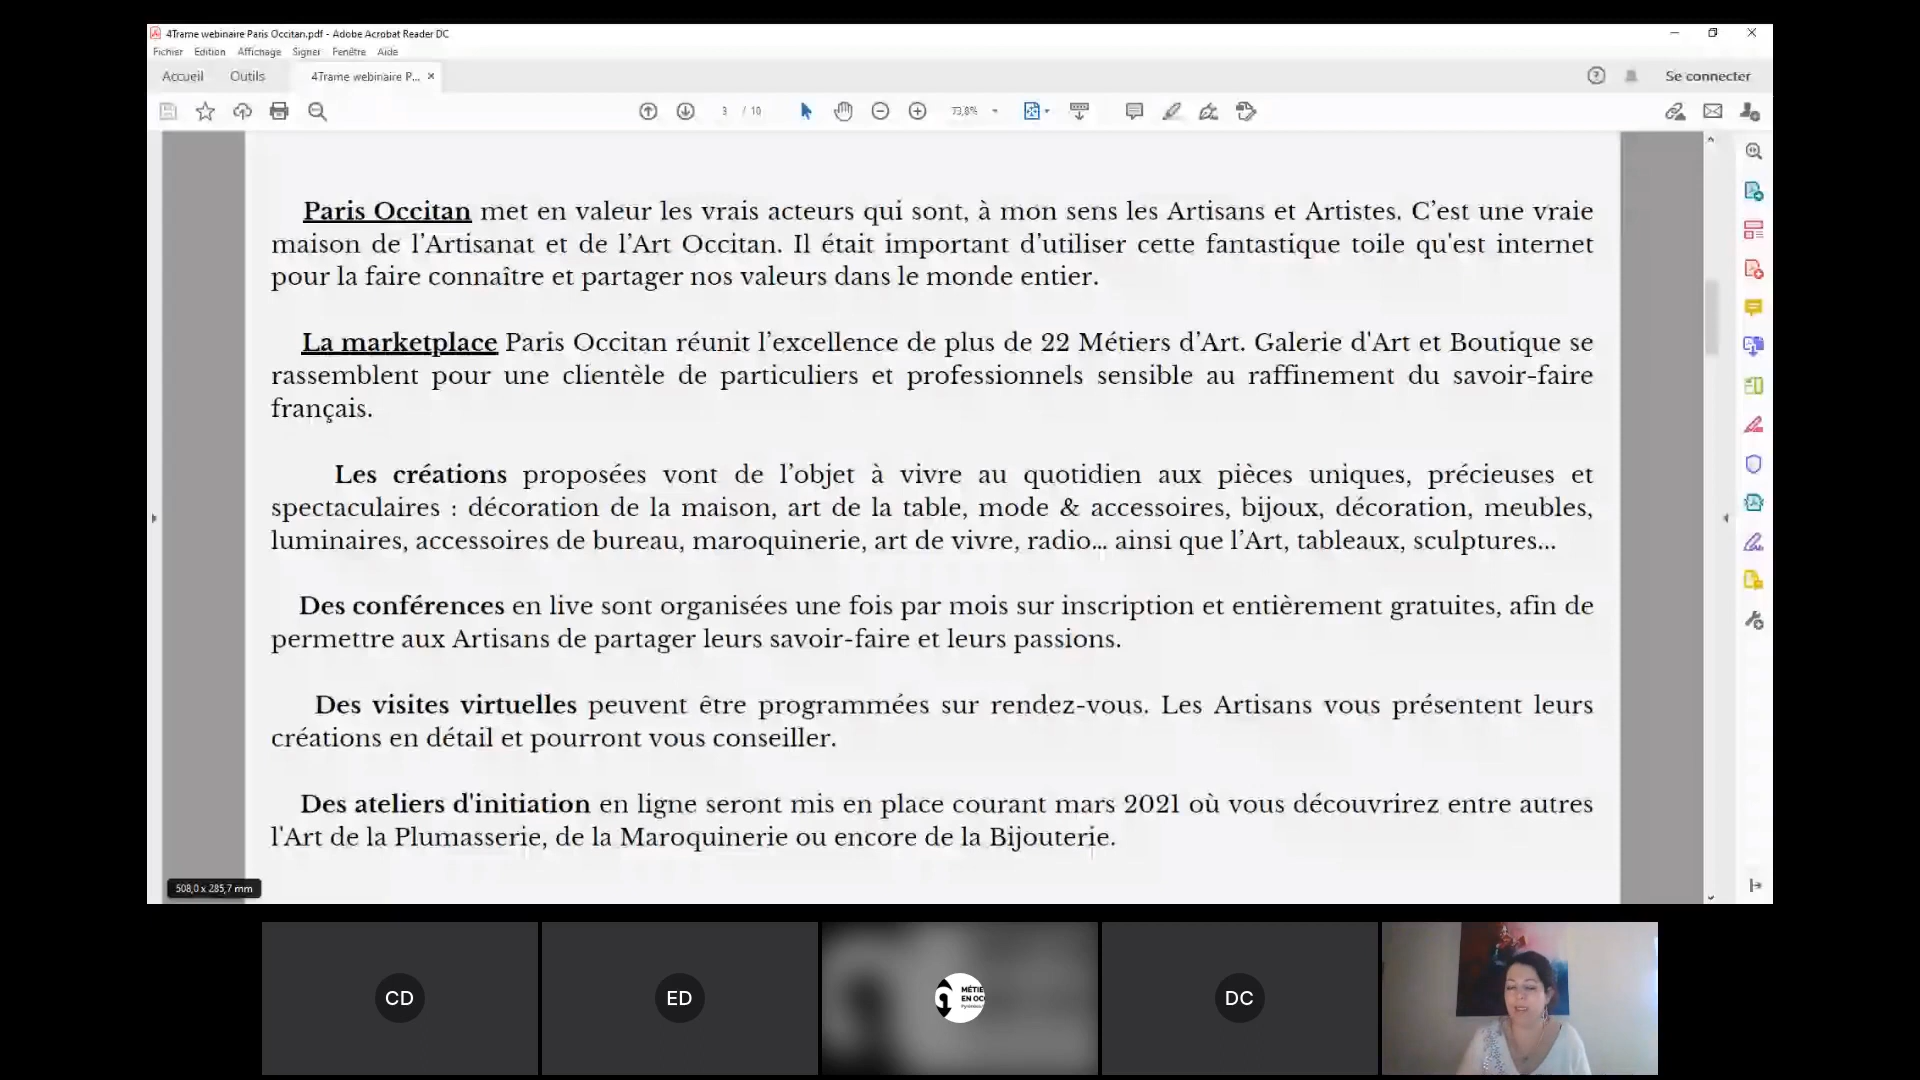 4Trame webinaire Paris Occitan.pdf - Adobe Acrobat Reader DC
Fichier Edition Affichage Signer Fenêtre Aide
Accueil Outils 4Trame webinaire P... × Se connecter
3 / 10 73,8%
Paris Occitan met en valeur les vrais acteurs qui sont, à mon sens les Artisans et Artistes. C’est une vraie
maison de l’Artisanat et de l’Art Occitan. Il était important d’utiliser cette fantastique toile qu'est internet
pour la faire connaître et partager nos valeurs dans le monde entier.
La marketplace Paris Occitan réunit l’excellence de plus de 22 Métiers d’Art. Galerie d'Art et Boutique se
rassemblent pour une clientèle de particuliers et professionnels sensible au raffinement du savoir-faire
français.
Les créations proposées vont de l’objet à vivre au quotidien aux pièces uniques, précieuses et
spectaculaires : décoration de la maison, art de la table, mode & accessoires, bijoux, décoration, meubles,
luminaires, accessoires de bureau, maroquinerie, art de vivre, radio… ainsi que l’Art, tableaux, sculptures…
Des conférences en live sont organisées une fois par mois sur inscription et entièrement gratuites, afin de
permettre aux Artisans de partager leurs savoir-faire et leurs passions.
Des visites virtuelles peuvent être programmées sur rendez-vous. Les Artisans vous présentent leurs
créations en détail et pourront vous conseiller.
Des ateliers d'initiation en ligne seront mis en place courant mars 2021 où vous découvrirez entre autres
l'Art de la Plumasserie, de la Maroquinerie ou encore de la Bijouterie.
508,0 x 285,7 mm
CD
ED
MÉTIE
EN OC
DC